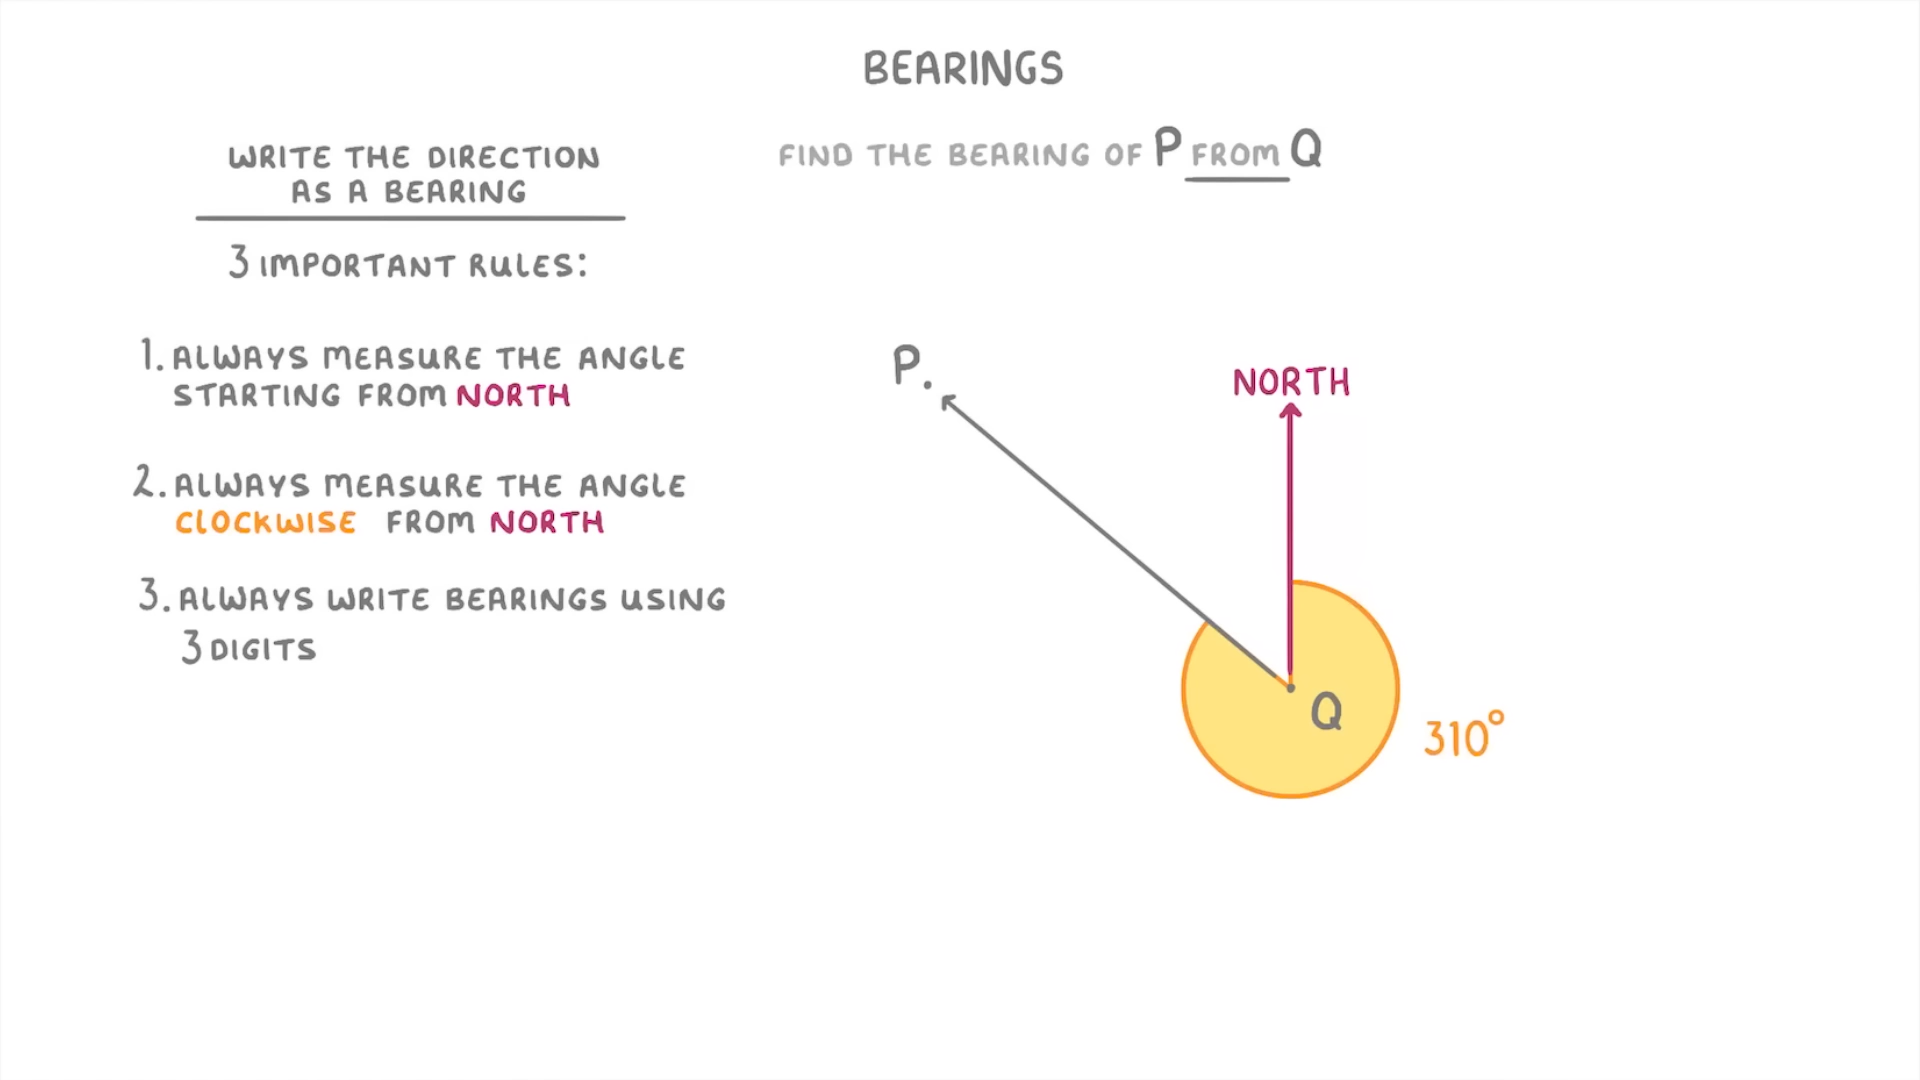 BEARINGS
WRITE THE DIRECTION
AS A BEARING
3 IMPORTANT RULES:
1. ALWAYS MEASURE THE ANGLE
STARTING FROM NORTH
2. ALWAYS MEASURE THE ANGLE
CLOCKWISE FROM NORTH
3. ALWAYS WRITE BEARINGS USING
3 DIGITS
FIND THE BEARING OF P FROM Q
P.
NORTH
Q
310°